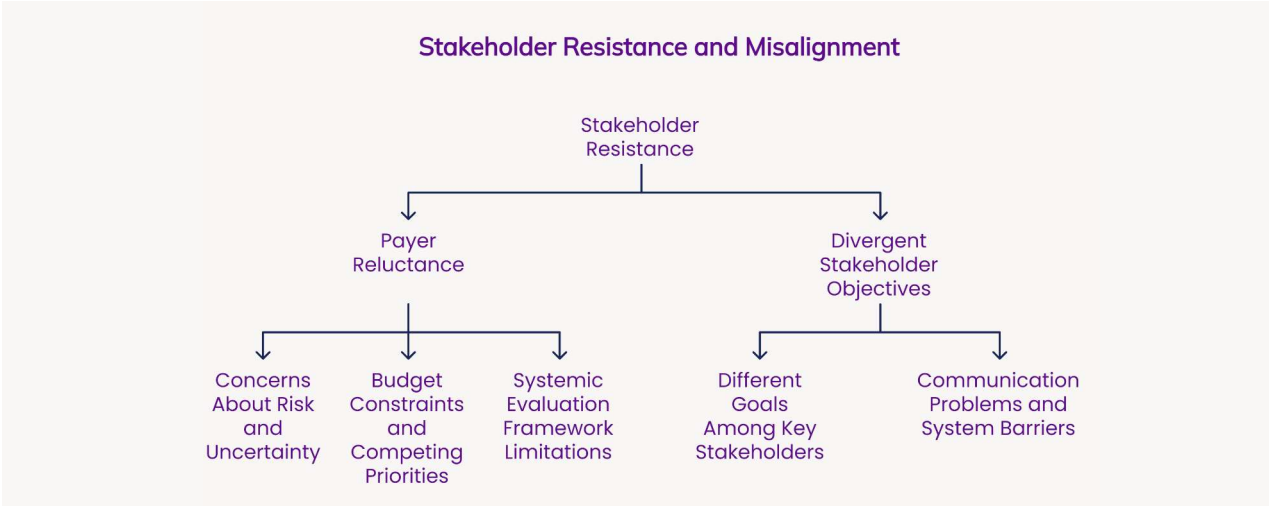 Stakeholder Resistance and Misalignment
Stakeholder
Resistance
Payer
Reluctance
Divergent
Stakeholder
Objectives
Concerns
About Risk
and
Uncertainty
Budget
Constraints
and
Competing
Priorities
Systemic
Evaluation
Framework
Limitations
Different
Goals
Among Key
Stakeholders
Communication
Problems and
System Barriers